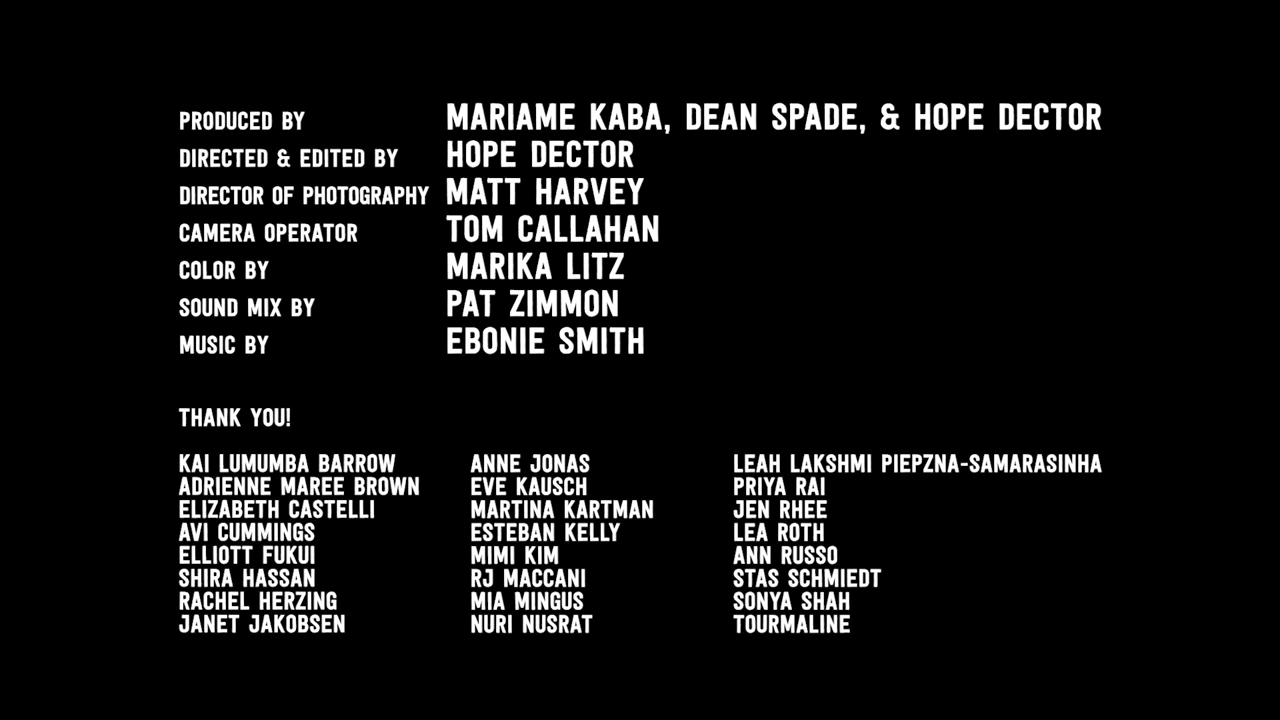 PRODUCED BY MARIAME KABA, DEAN SPADE, & HOPE DECTOR
DIRECTED & EDITED BY HOPE DECTOR
DIRECTOR OF PHOTOGRAPHY MATT HARVEY
CAMERA OPERATOR TOM CALLAHAN
COLOR BY MARIKA LITZ
SOUND MIX BY PAT ZIMMON
MUSIC BY EBONIE SMITH
THANK YOU!
KAI LUMUMBA BARROW
ADRIENNE MAREE BROWN
ELIZABETH CASTELLI
AVI CUMMINGS
ELLIOTT FUKUI
SHIRA HASSAN
RACHEL HERZING
JANET JAKOBSEN
ANNE JONAS
EVE KAUSCH
MARTINA KARTMAN
ESTEBAN KELLY
MIMI KIM
RJ MACCANI
MIA MINGUS
NURI NUSRAT
LEAH LAKSHMI PIEPZNA-SAMARASINHA
PRIYA RAI
JEN RHEE
LEA ROTH
ANN RUSSO
STAS SCHMIEDT
SONYA SHAH
TOURMALINE